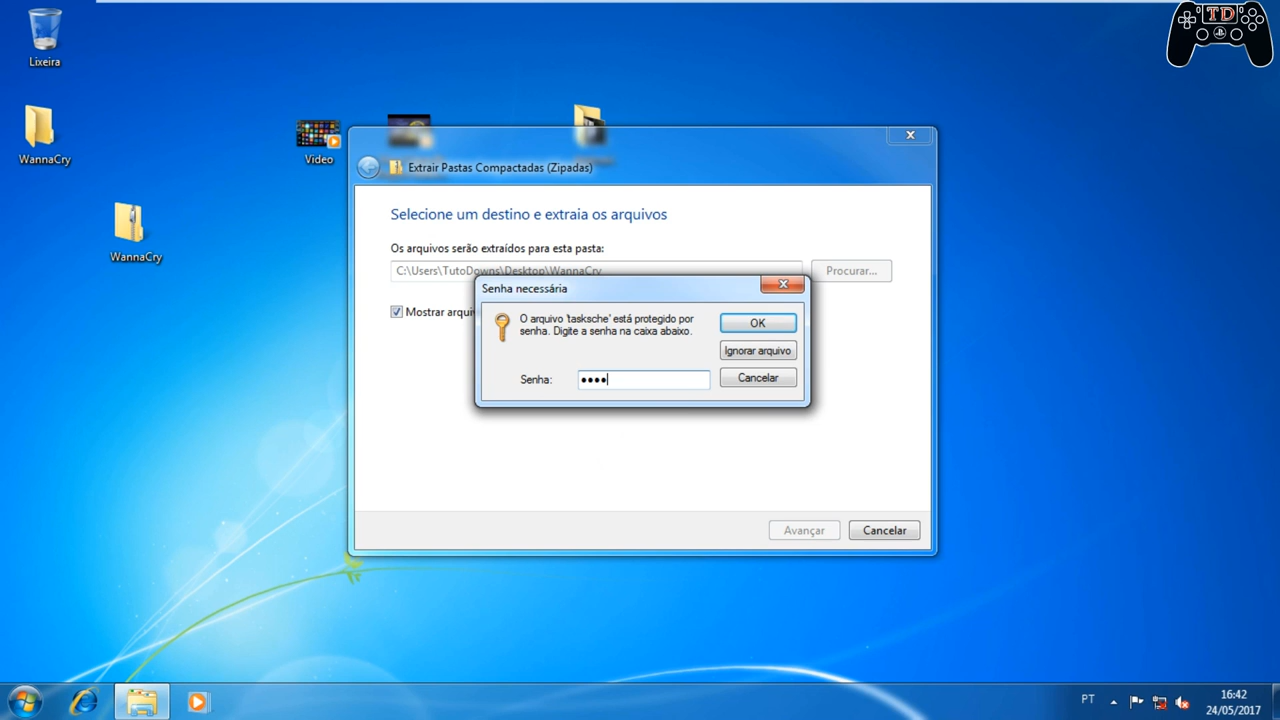 TD
Lixeira
WannaCry
Video
WannaCry
Extrair Pastas Compactadas (Zipadas)
Selecione um destino e extraia os arquivos
Os arquivos serão extraídos para esta pasta:
C:\Users\TutoDowns\Desktop\WannaCry
Procurar...
Mostrar arqui
Senha necessária
O arquivo 'tasksche' está protegido por
senha. Digite a senha na caixa abaixo.
OK
Ignorar arquivo
Senha: ••••
Cancelar
Avançar
Cancelar
PT
16:42
24/05/2017